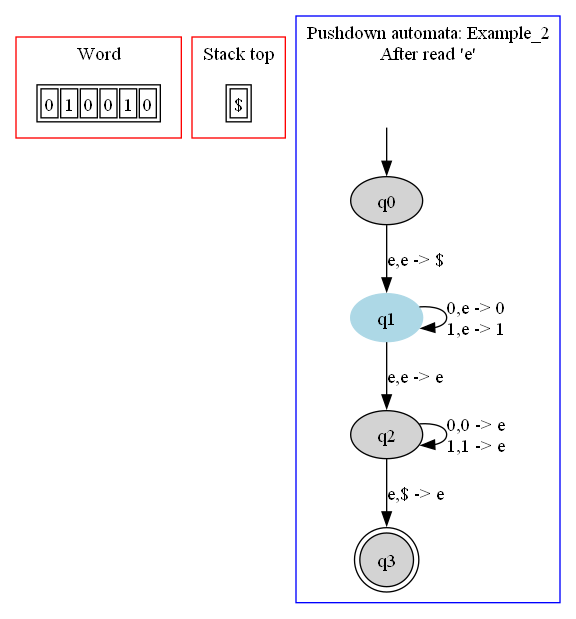 Word
0 1 0 0 1 0
Stack top
$
Pushdown automata: Example_2
After read 'e'
q0
e,e -> $
q1
0,e -> 0
1,e -> 1
e,e -> e
q2
0,0 -> e
1,1 -> e
e,$ -> e
q3